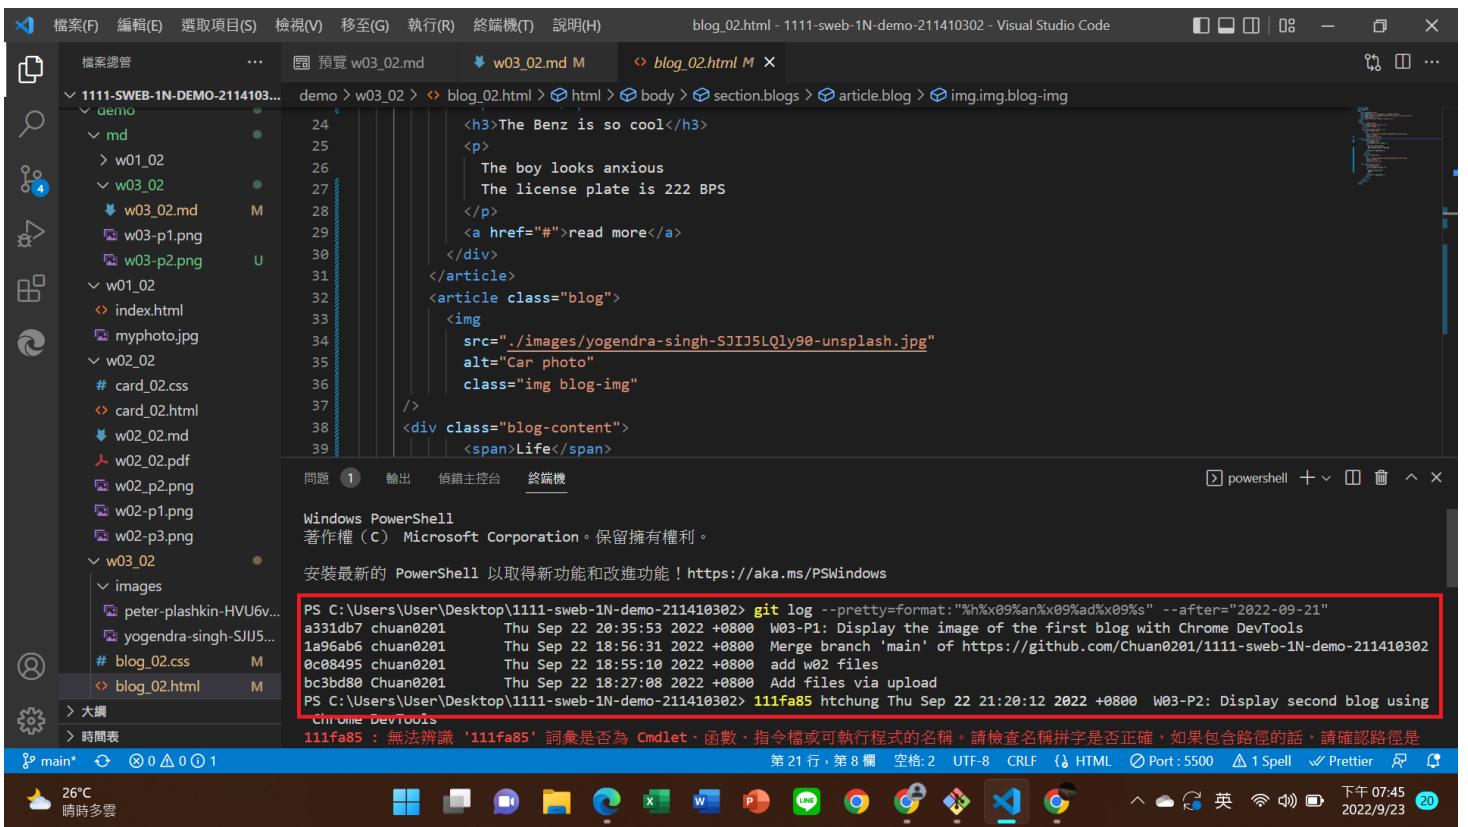 檔案(F) 編輯(E) 選取項目(S) 檢視(V) 移至(G) 執行(R) 終端機(T) 說明(H) blog_02.html - 1111-sweb-1N-demo-211410302 - Visual Studio Code
檔案總管 ...
預覽 w03_02.md w03_02.md M blog_02.html M
1111-SWEB-1N-DEMO-2114103...
demo > w03_02 > blog_02.html > html > body > section.blogs > article.blog > img.img.blog-img
demo
md
w01_02
w03_02
w03_02.md M
w03-p1.png
w03-p2.png U
w01_02
index.html
myphoto.jpg
w02_02
card_02.css
card_02.html
w02_02.md
w02_02.pdf
w02_p2.png
w02-p1.png
w02-p3.png
w03_02
images
peter-plashkin-HVU6v...
yogendra-singh-SJIJ5...
blog_02.css M
blog_02.html M
大綱
時間表
4
24 <h3>The Benz is so cool</h3>
25 <p>
26 The boy looks anxious
27 The license plate is 222 BPS
28 </p>
29 <a href="#">read more</a>
30 </div>
31 </article>
32 <article class="blog">
33 <img
34 src="./images/yogendra-singh-SJIJ5LQly90-unsplash.jpg"
35 alt="Car photo"
36 class="img blog-img"
37 />
38 <div class="blog-content">
39 <span>Life</span>
問題 1 輸出 偵錯主控台 終端機 powershell
Windows PowerShell
著作權（C） Microsoft Corporation。保留擁有權利。
安裝最新的 PowerShell 以取得新功能和改進功能！https://aka.ms/PSWindows
PS C:\Users\User\Desktop\1111-sweb-1N-demo-211410302> git log --pretty=format:"%h%x09%an%x09%ad%x09%s" --after="2022-09-21"
a331db7 chuan0201 Thu Sep 22 20:35:53 2022 +0800 W03-P1: Display the image of the first blog with Chrome DevTools
1a96ab6 chuan0201 Thu Sep 22 18:56:31 2022 +0800 Merge branch 'main' of https://github.com/Chuan0201/1111-sweb-1N-demo-211410302
0c08495 chuan0201 Thu Sep 22 18:55:10 2022 +0800 add w02 files
bc3bd80 Chuan0201 Thu Sep 22 18:27:08 2022 +0800 Add files via upload
PS C:\Users\User\Desktop\1111-sweb-1N-demo-211410302> 111fa85 htchung Thu Sep 22 21:20:12 2022 +0800 W03-P2: Display second blog using
Chrome DevTools
111fa85 : 無法辨識 '111fa85' 詞彙是否為 Cmdlet、函數、指令檔或可執行程式的名稱。請檢查名稱拼字是否正確，如果包含路徑的話，請確認路徑是
main* 0 0 1 第 21 行，第 8 欄 空格: 2 UTF-8 CRLF HTML Port : 5500 1 Spell Prettier
26°C
晴時多雲
英 下午 07:45
2022/9/23 20